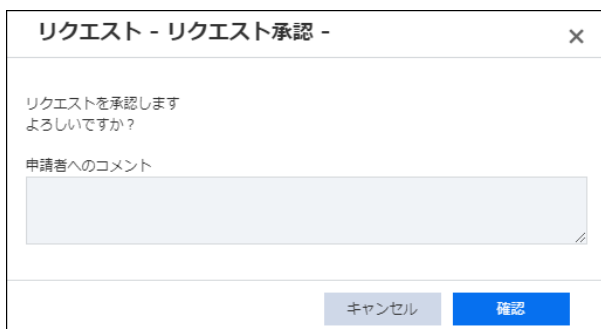 リクエスト - リクエスト承認 -
リクエストを承認します
よろしいですか？
申請者へのコメント
キャンセル
確認